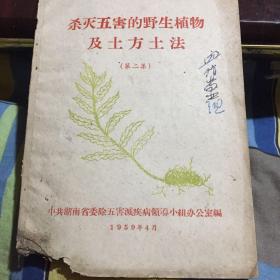 杀灭五害的野生植物
及土方土法
(第二集)
中共湖南省委除五害灭疾病领导小组办公室编
1959年4月